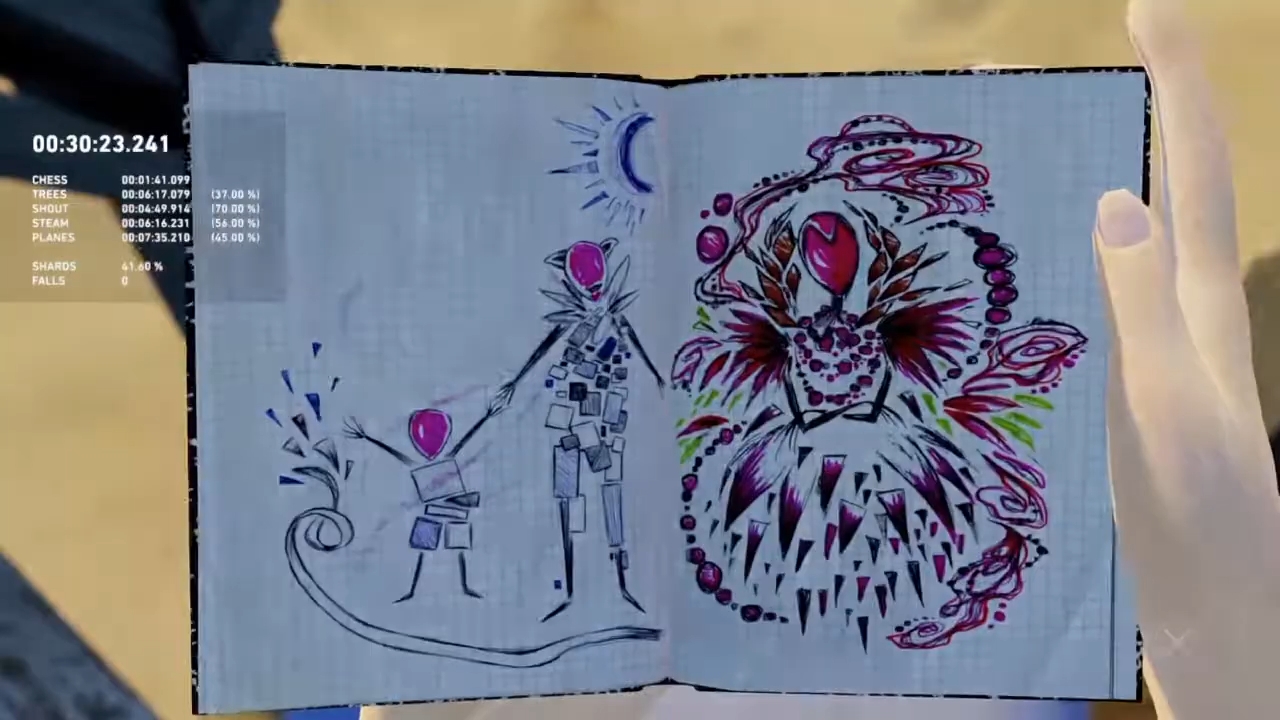 00:30:23.241
CHESS 00:01:41.099
TREES 00:06:17.079 (37.00 %)
SHOUT 00:04:49.914 (70.00 %)
STEAM 00:06:16.231 (56.00 %)
PLANES 00:07:35.210 (45.00 %)
SHARDS 41.60 %
FALLS 0